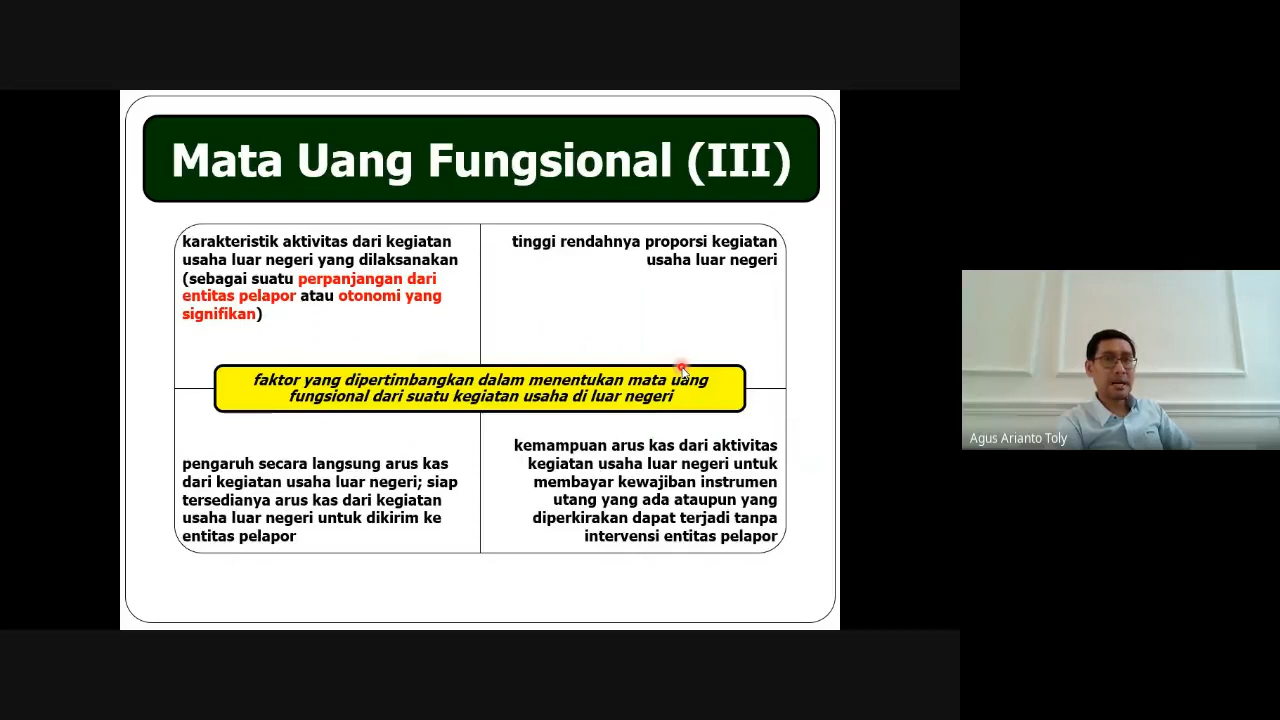 Mata Uang Fungsional (III)
karakteristik aktivitas dari kegiatan
usaha luar negeri yang dilaksanakan
(sebagai suatu perpanjangan dari
entitas pelapor atau otonomi yang
signifikan)
tinggi rendahnya proporsi kegiatan
usaha luar negeri
faktor yang dipertimbangkan dalam menentukan mata uang
fungsional dari suatu kegiatan usaha di luar negeri
pengaruh secara langsung arus kas
dari kegiatan usaha luar negeri; siap
tersedianya arus kas dari kegiatan
usaha luar negeri untuk dikirim ke
entitas pelapor
kemampuan arus kas dari aktivitas
kegiatan usaha luar negeri untuk
membayar kewajiban instrumen
utang yang ada ataupun yang
diperkirakan dapat terjadi tanpa
intervensi entitas pelapor
Agus Arianto Toly